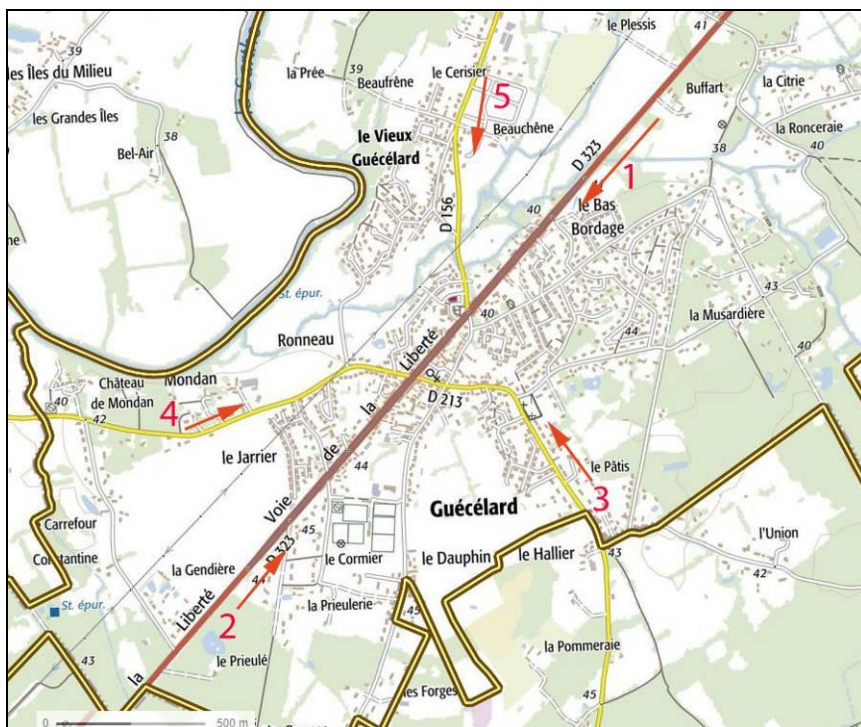 41
le Plessis
39
les Îles du Milieu
la Prée
39
Beaufrêne
le Cerisier
5
Buffart
la Citrie
les Grandes Îles
Beauchêne
la Ronceraie
40
38
Bel-Air
le Vieux
Guécélard
D 323
1
38
D 156
40
le Bas
Bordage
St. épur.
43
40
la Musardière
Ronneau
44
Liberté
40
Château
de Mondan
Mondan
40
42
4
la
D 213
le Jarrier
de
44
le Pâtis
3
Voie
Guécélard
Carrefour
Constantine
45
D 323
l'Union
la Gendière
44
le Cormier
le Dauphin
le Hallier
43
42
St. épur.
Liberté
2
la Prieulerie
45
43
le Prieulé
la Pommeraie
la
les Forges
45
0
500 m